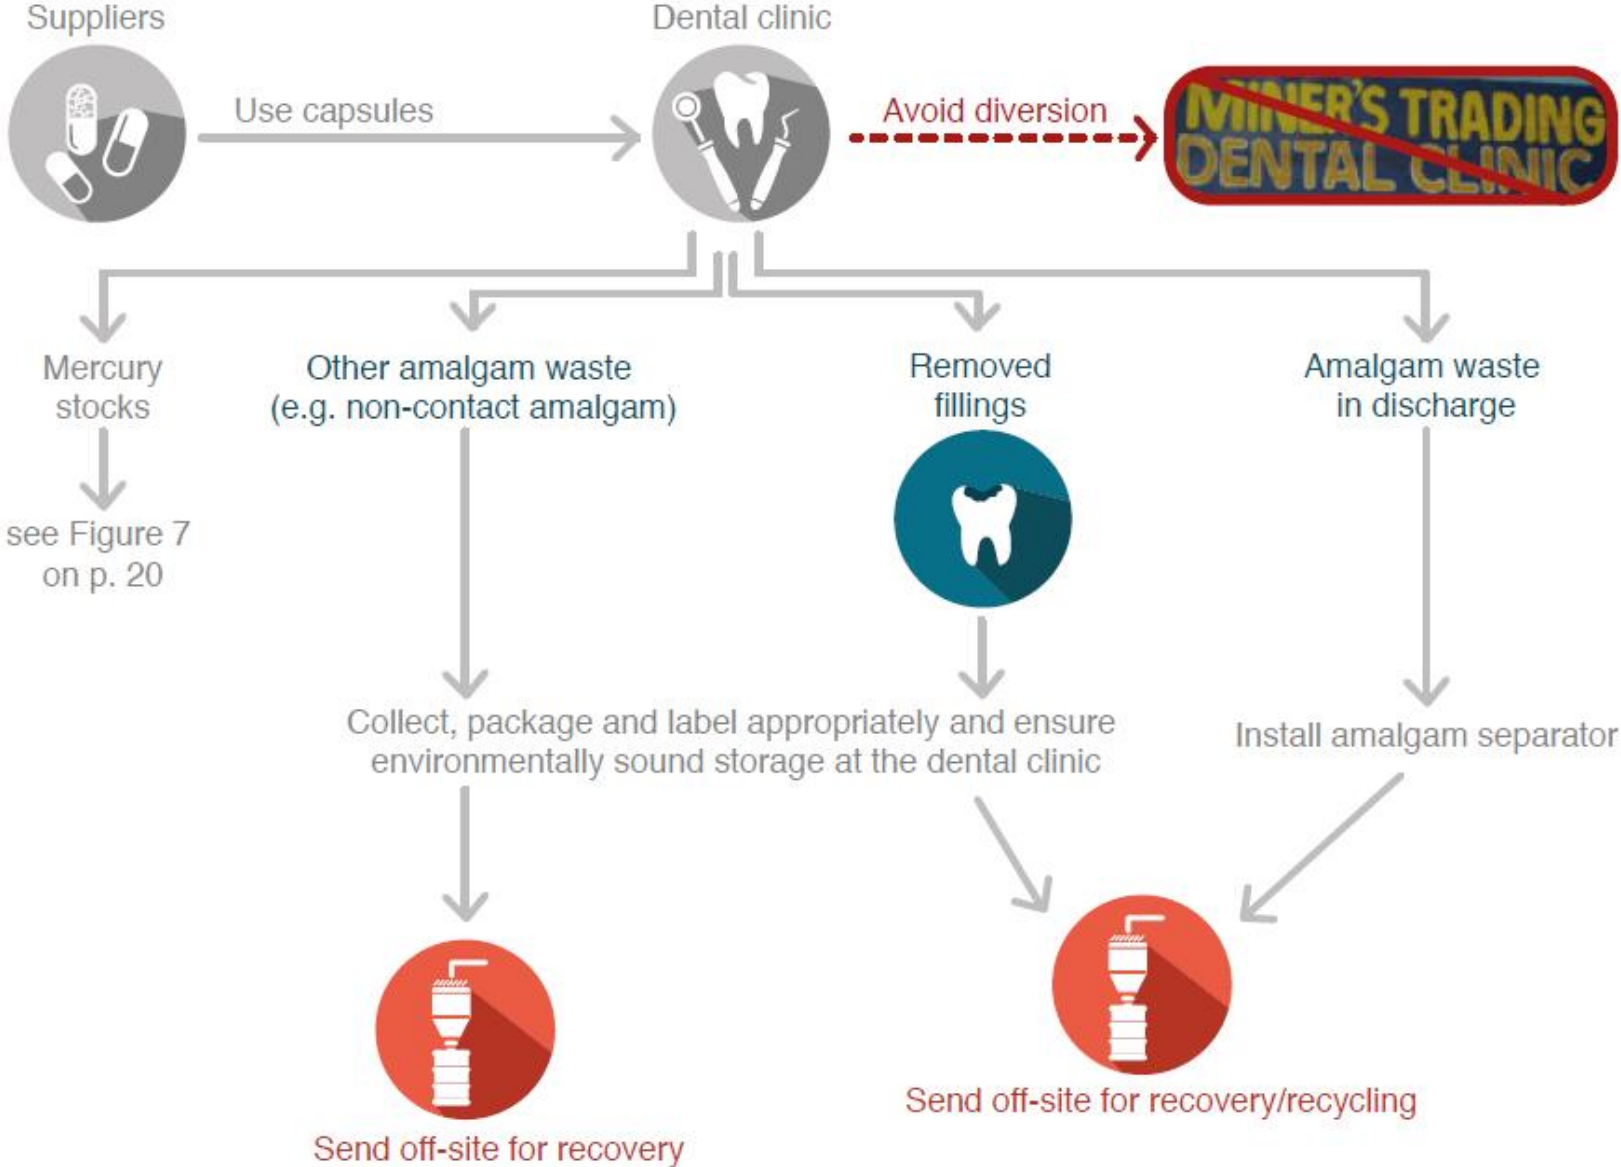 Suppliers
Dental clinic
Use capsules
Avoid diversion
MINER'S TRADING
DENTAL CLINIC
Mercury
stocks
see Figure 7
on p. 20
Other amalgam waste
(e.g. non-contact amalgam)
Removed
fillings
Amalgam waste
in discharge
Collect, package and label appropriately and ensure
environmentally sound storage at the dental clinic
Install amalgam separator
Send off-site for recovery
Send off-site for recovery/recycling